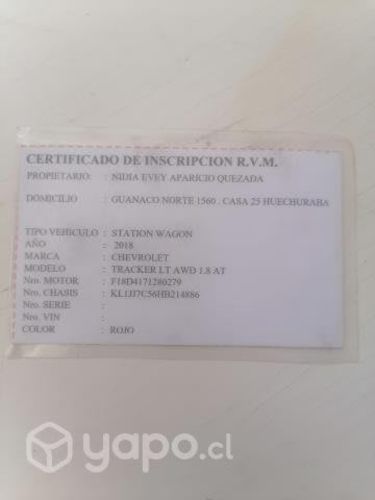 CERTIFICADO DE INSCRIPCION R.V.M.
PROPIETARIO: : NIDIA EVEY APARICIO QUEZADA
DOMICILIO : GUANACO NORTE 1560 . CASA 25 HUECHURABA
TIPO VEHICULO : STATION WAGON
AÑO : 2018
MARCA : CHEVROLET
MODELO : TRACKER LT AWD 1.8 AT
Nro. MOTOR : F18D4171280279
Nro. CHASIS : KL1JJ7C56HB214886
Nro. SERIE :
Nro. VIN :
COLOR : ROJO
yapo.cl